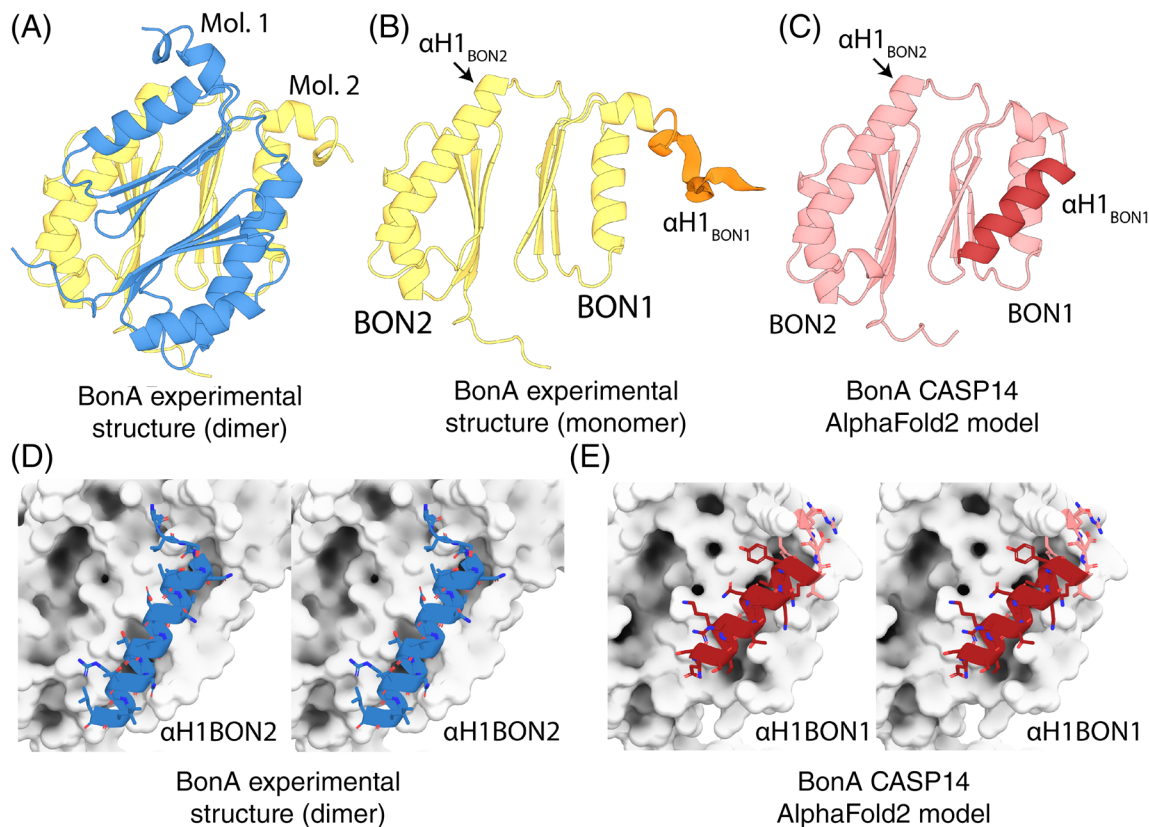 (A)
Mol. 1
Mol. 2
(B)
αH1BON2
αH1BON1
BON2
BON1
(C)
αH1BON2
αH1BON1
BON2
BON1
BonA experimental
structure (dimer)
BonA experimental
structure (monomer)
BonA CASP14
AlphaFold2 model
(D)
αH1BON2
αH1BON2
BonA experimental
structure (dimer)
(E)
αH1BON1
αH1BON1
BonA CASP14
AlphaFold2 model